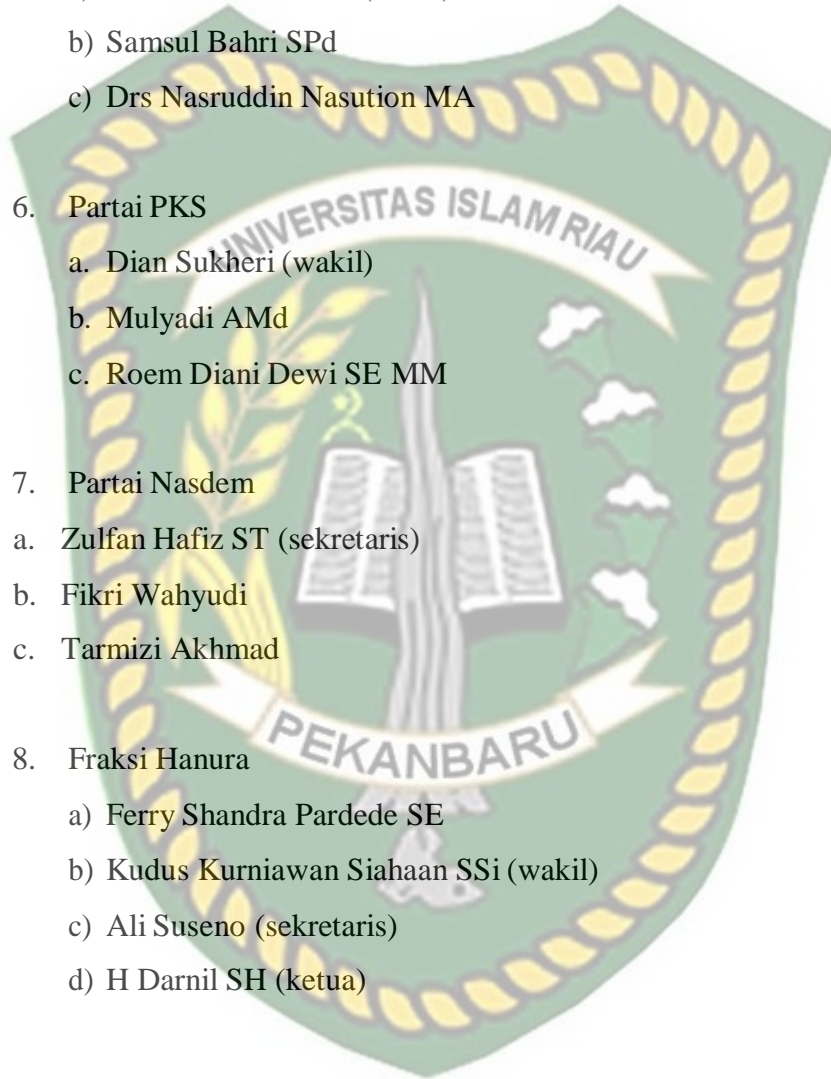 b) Samsul Bahri SPd
c) Drs Nasruddin Nasution MA
UNIVERSITAS ISLAM RIAU
6. Partai PKS
a. Dian Sukheri (wakil)
b. Mulyadi AMd
c. Roem Diani Dewi SE MM
7. Partai Nasdem
a. Zulfan Hafiz ST (sekretaris)
b. Fikri Wahyudi
c. Tarmizi Akhmad
PEKANBARU
8. Fraksi Hanura
a) Ferry Shandra Pardede SE
b) Kudus Kurniawan Siahaan SSi (wakil)
c) Ali Suseno (sekretaris)
d) H Darnil SH (ketua)